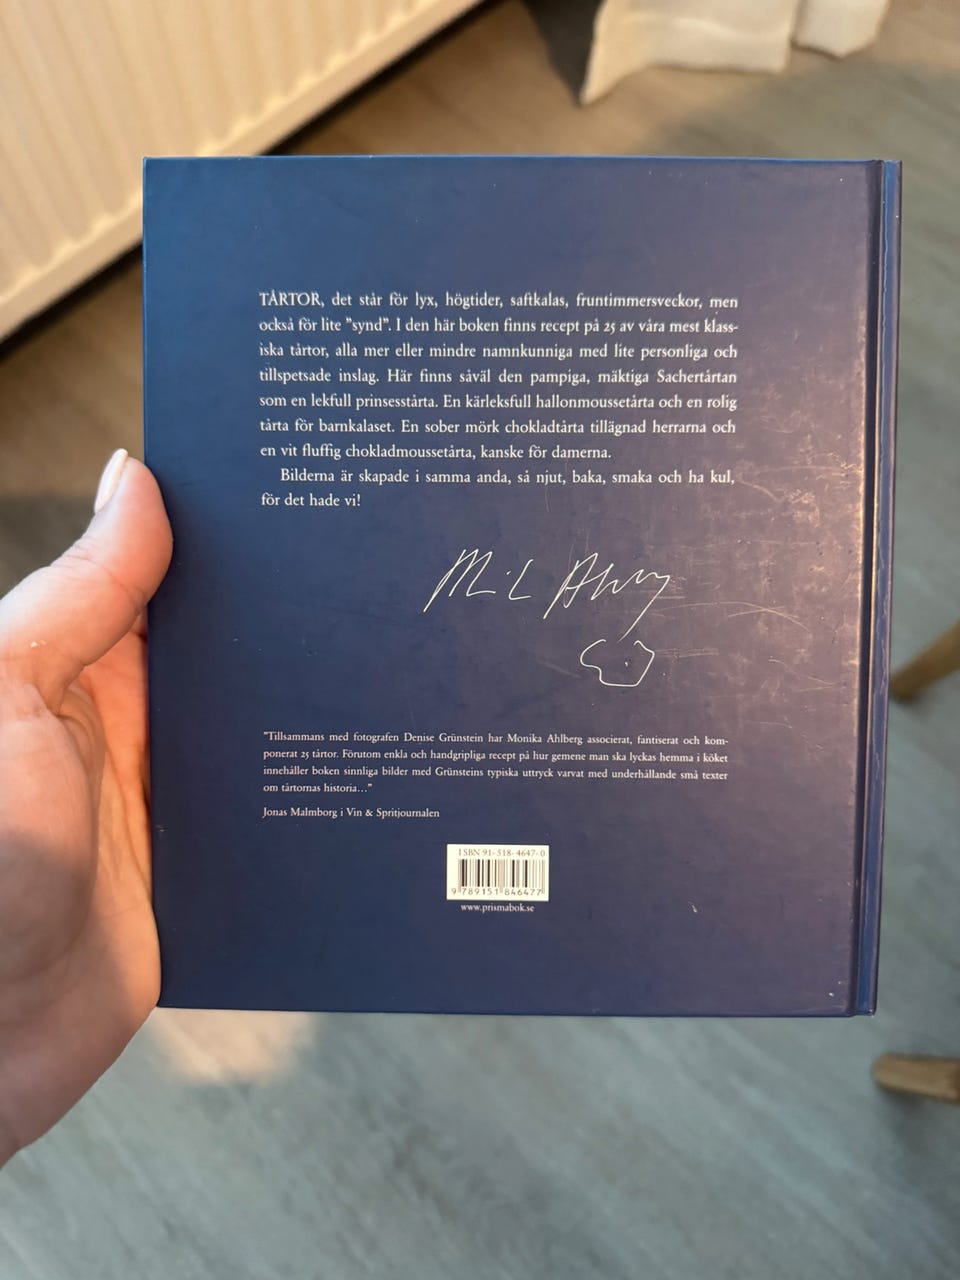 TÅRTOR, det står för lyx, högtider, saftkalas, fruntimmersveckor, men
också för lite ”synd”. I den här boken finns recept på 25 av våra mest klass-
iska tårtor, alla mer eller mindre namnkunniga med lite personliga och
tillspetsade inslag. Här finns såväl den pampiga, mäktiga Sachertårtan
som en lekfull prinsesstårta. En kärleksfull hallonmoussetårta och en rolig
tårta för barnkalaset. En sober mörk chokladtårta tillägnad herrarna och
en vit fluffig chokladmoussetårta, kanske för damerna.
Bilderna är skapade i samma anda, så njut, baka, smaka och ha kul,
för det hade vi!
”Tillsammans med fotografen Denise Grünstein har Monika Ahlberg associerat, fantiserat och kom-
ponerat 25 tårtor. Förutom enkla och handgripliga recept på hur gemene man ska lyckas hemma i köket
innehåller boken sinnliga bilder med Grünsteins typiska uttryck varvat med underhållande små texter
om tårtornas historia...”
Jonas Malmborg i Vin & Spritjournalen
ISBN 91-518-4647-0
9 789151 846477
www.prismabok.se